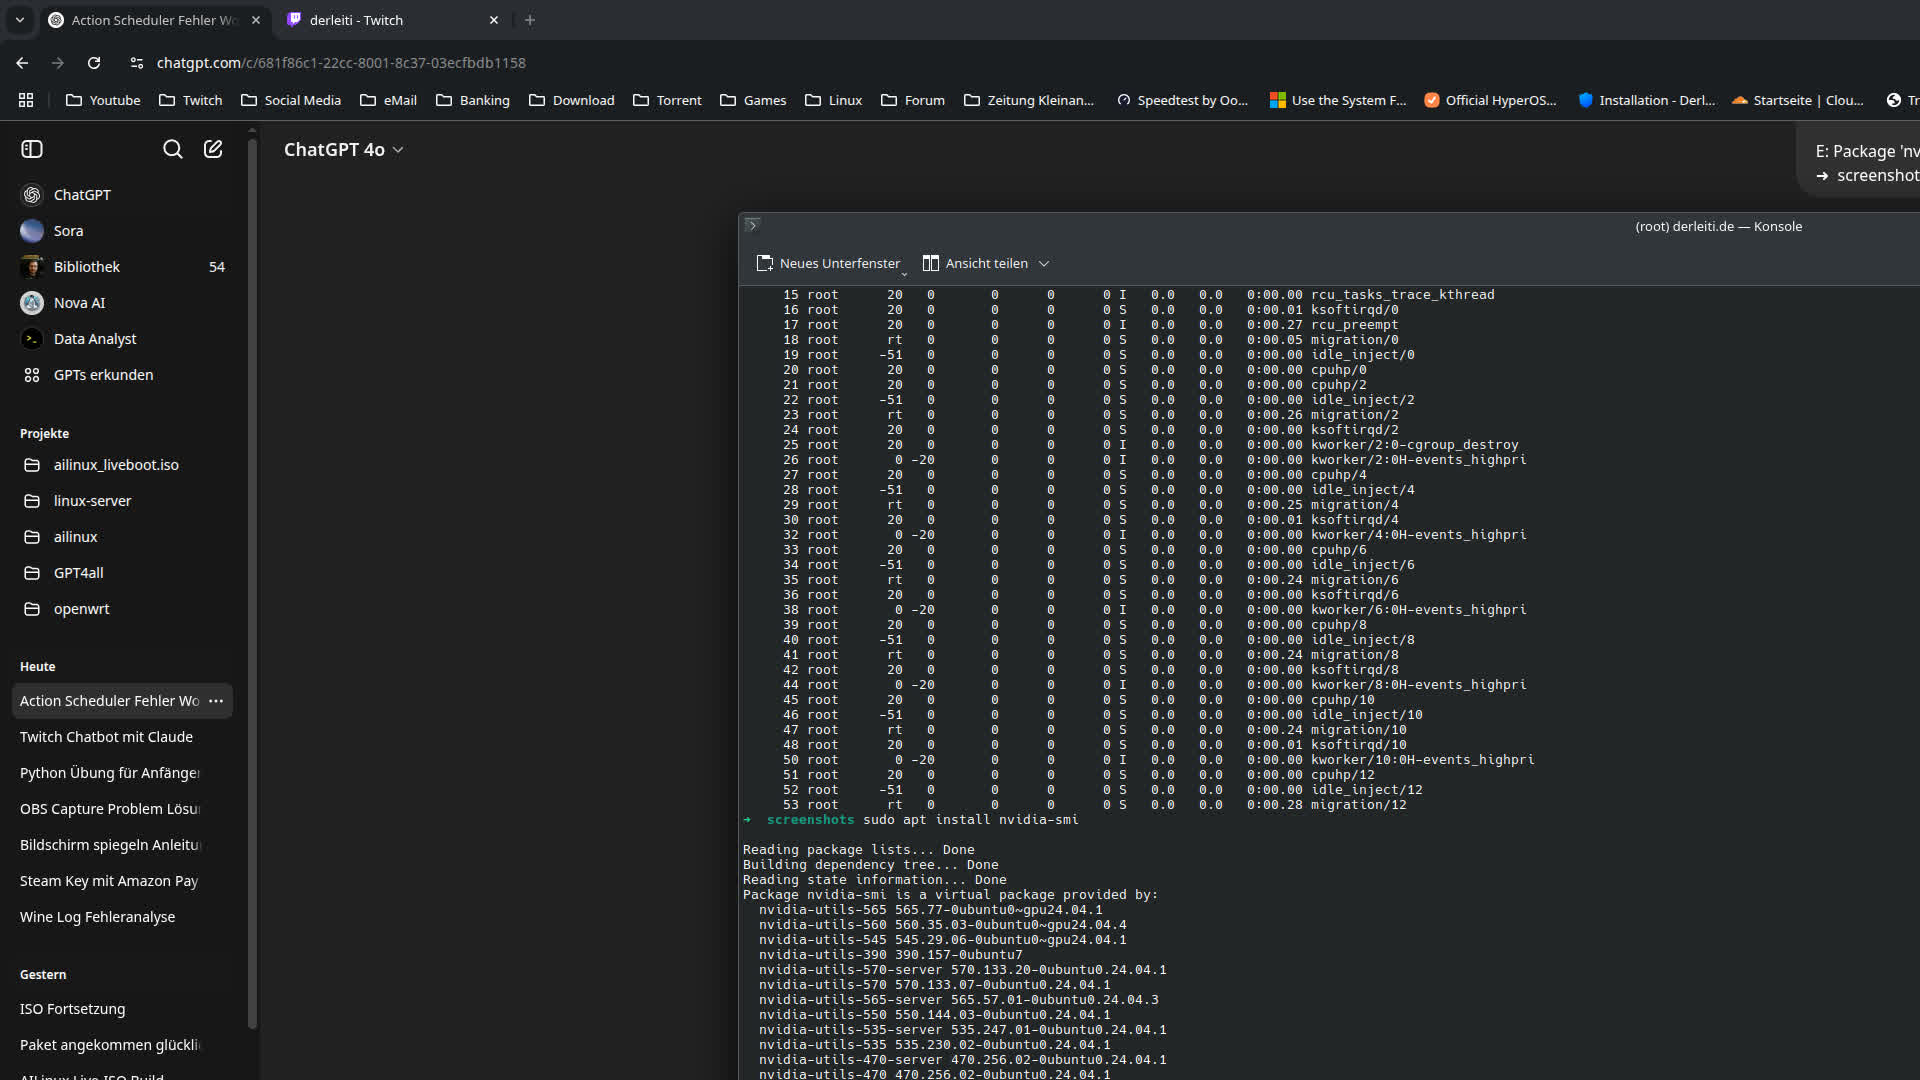 Action Scheduler Fehler Wo
derleiti - Twitch
chatgpt.com/c/681f86c1-22cc-8001-8c37-03ecfbdb1158
Youtube Twitch Social Media eMail Banking Download Torrent Games Linux Forum Zeitung Kleinan... Speedtest by Oo... Use the System F... Official HyperOS... Installation - Derl... Startseite | Clou... Tr
ChatGPT 4o
E: Package 'nv
➜ screenshot
ChatGPT
Sora
Bibliothek 54
Nova AI
Data Analyst
GPTs erkunden
Projekte
ailinux_liveboot.iso
linux-server
ailinux
GPT4all
openwrt
Heute
Action Scheduler Fehler Wo ...
Twitch Chatbot mit Claude
Python Übung für Anfänger
OBS Capture Problem Lösu
Bildschirm spiegeln Anleitu
Steam Key mit Amazon Pay
Wine Log Fehleranalyse
Gestern
ISO Fortsetzung
Paket angekommen glückli
AILinux Live ISO Build
(root) derleiti.de — Konsole
Neues Unterfenster Ansicht teilen
15 root 20 0 0 0 0 I 0.0 0.0 0:00.00 rcu_tasks_trace_kthread
16 root 20 0 0 0 0 S 0.0 0.0 0:00.01 ksoftirqd/0
17 root 20 0 0 0 0 I 0.0 0.0 0:00.27 rcu_preempt
18 root rt 0 0 0 0 S 0.0 0.0 0:00.05 migration/0
19 root -51 0 0 0 0 S 0.0 0.0 0:00.00 idle_inject/0
20 root 20 0 0 0 0 S 0.0 0.0 0:00.00 cpuhp/0
21 root 20 0 0 0 0 S 0.0 0.0 0:00.00 cpuhp/2
22 root -51 0 0 0 0 S 0.0 0.0 0:00.00 idle_inject/2
23 root rt 0 0 0 0 S 0.0 0.0 0:00.26 migration/2
24 root 20 0 0 0 0 S 0.0 0.0 0:00.00 ksoftirqd/2
25 root 20 0 0 0 0 I 0.0 0.0 0:00.00 kworker/2:0-cgroup_destroy
26 root 0 -20 0 0 0 I 0.0 0.0 0:00.00 kworker/2:0H-events_highpri
27 root 20 0 0 0 0 S 0.0 0.0 0:00.00 cpuhp/4
28 root -51 0 0 0 0 S 0.0 0.0 0:00.00 idle_inject/4
29 root rt 0 0 0 0 S 0.0 0.0 0:00.25 migration/4
30 root 20 0 0 0 0 S 0.0 0.0 0:00.01 ksoftirqd/4
32 root 0 -20 0 0 0 I 0.0 0.0 0:00.00 kworker/4:0H-events_highpri
33 root 20 0 0 0 0 S 0.0 0.0 0:00.00 cpuhp/6
34 root -51 0 0 0 0 S 0.0 0.0 0:00.00 idle_inject/6
35 root rt 0 0 0 0 S 0.0 0.0 0:00.24 migration/6
36 root 20 0 0 0 0 S 0.0 0.0 0:00.00 ksoftirqd/6
38 root 0 -20 0 0 0 I 0.0 0.0 0:00.00 kworker/6:0H-events_highpri
39 root 20 0 0 0 0 S 0.0 0.0 0:00.00 cpuhp/8
40 root -51 0 0 0 0 S 0.0 0.0 0:00.00 idle_inject/8
41 root rt 0 0 0 0 S 0.0 0.0 0:00.24 migration/8
42 root 20 0 0 0 0 S 0.0 0.0 0:00.00 ksoftirqd/8
44 root 0 -20 0 0 0 I 0.0 0.0 0:00.00 kworker/8:0H-events_highpri
45 root 20 0 0 0 0 S 0.0 0.0 0:00.00 cpuhp/10
46 root -51 0 0 0 0 S 0.0 0.0 0:00.00 idle_inject/10
47 root rt 0 0 0 0 S 0.0 0.0 0:00.24 migration/10
48 root 20 0 0 0 0 S 0.0 0.0 0:00.01 ksoftirqd/10
50 root 0 -20 0 0 0 I 0.0 0.0 0:00.00 kworker/10:0H-events_highpri
51 root 20 0 0 0 0 S 0.0 0.0 0:00.00 cpuhp/12
52 root -51 0 0 0 0 S 0.0 0.0 0:00.00 idle_inject/12
53 root rt 0 0 0 0 S 0.0 0.0 0:00.28 migration/12
➜ screenshots sudo apt install nvidia-smi
Reading package lists... Done
Building dependency tree... Done
Reading state information... Done
Package nvidia-smi is a virtual package provided by:
nvidia-utils-565 565.77-0ubuntu0~gpu24.04.1
nvidia-utils-560 560.35.03-0ubuntu0~gpu24.04.4
nvidia-utils-545 545.29.06-0ubuntu0~gpu24.04.1
nvidia-utils-390 390.157-0ubuntu7
nvidia-utils-570-server 570.133.20-0ubuntu0.24.04.1
nvidia-utils-570 570.133.07-0ubuntu0.24.04.1
nvidia-utils-565-server 565.57.01-0ubuntu0.24.04.3
nvidia-utils-550 550.144.03-0ubuntu0.24.04.1
nvidia-utils-535-server 535.247.01-0ubuntu0.24.04.1
nvidia-utils-535 535.230.02-0ubuntu0.24.04.1
nvidia-utils-470-server 470.256.02-0ubuntu0.24.04.1
nvidia-utils-470 470.256.02-0ubuntu0.24.04.1